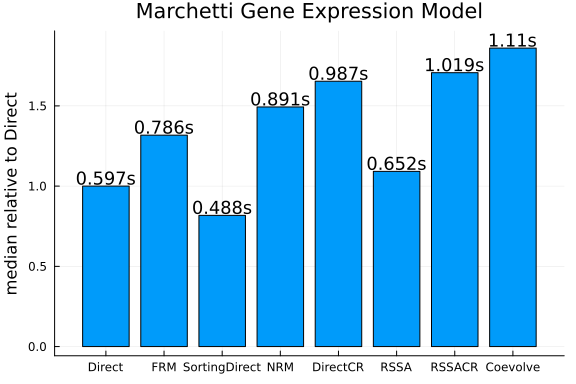 Marchetti Gene Expression Model
median relative to Direct
1.5
1.0
0.5
0.0
0.597s
0.786s
0.488s
0.891s
0.987s
0.652s
1.019s
1.11s
Direct FRM SortingDirect NRM DirectCR RSSA RSSACR Coevolve